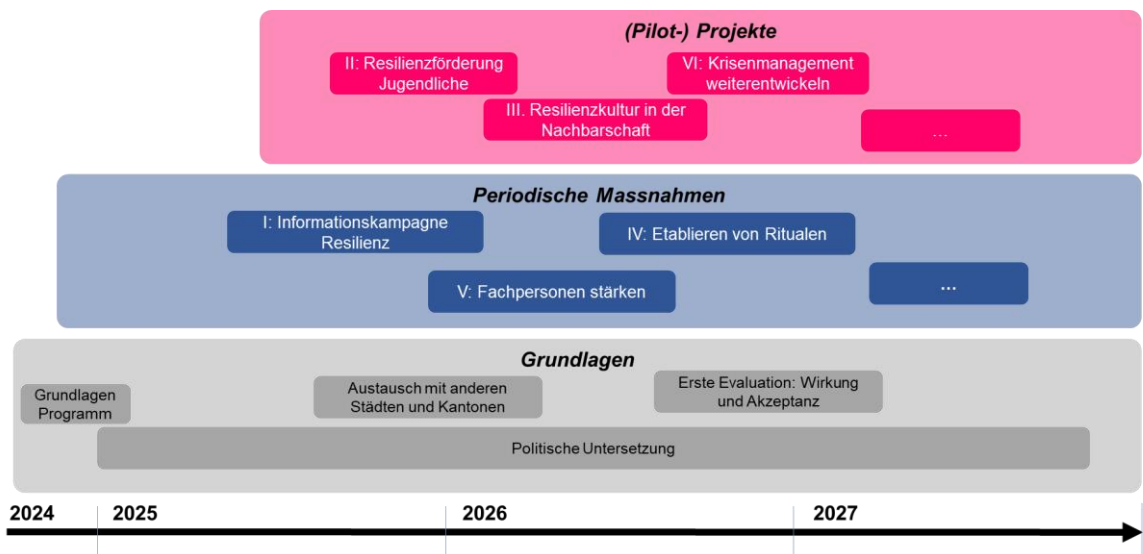 (Pilot-) Projekte
II: Resilienzförderung
Jugendliche
VI: Krisenmanagement
weiterentwickeln
III. Resilienzkultur in der
Nachbarschaft
...
Periodische Massnahmen
I: Informationskampagne
Resilienz
IV: Etablieren von Ritualen
V: Fachpersonen stärken
...
Grundlagen
Grundlagen
Programm
Austausch mit anderen
Städten und Kantonen
Erste Evaluation: Wirkung
und Akzeptanz
Politische Untersetzung
2024 2025 2026 2027